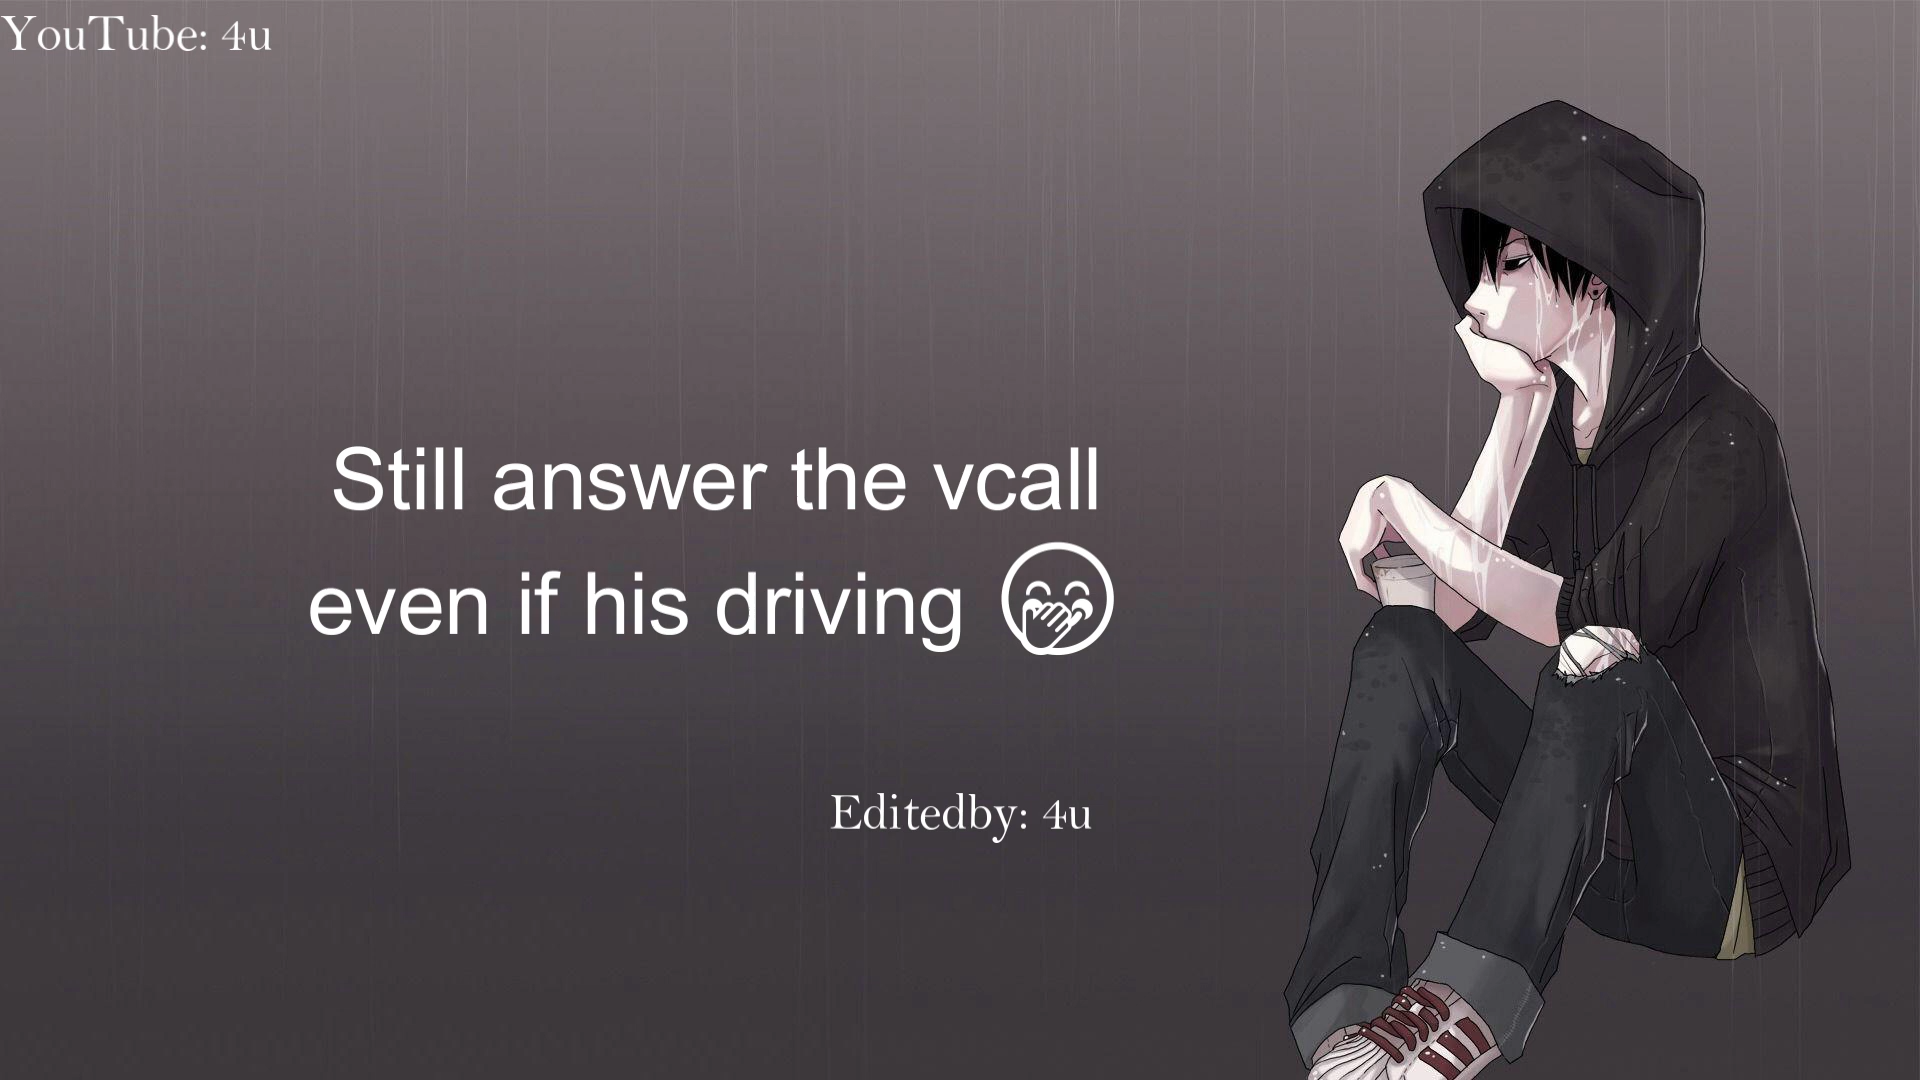 YouTube: 4u
Still answer the vcall
even if his driving 🤭
Editedby: 4u